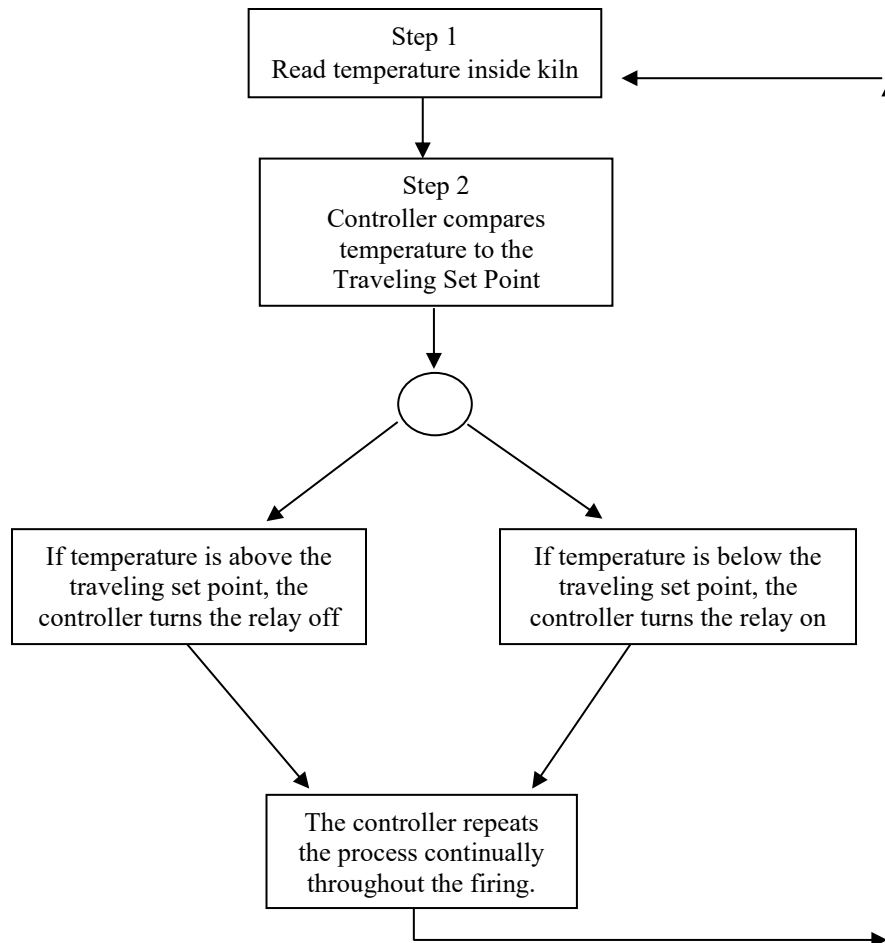 Step 1
Read temperature inside kiln
Step 2
Controller compares
temperature to the
Traveling Set Point
If temperature is above the
traveling set point, the
controller turns the relay off
If temperature is below the
traveling set point, the
controller turns the relay on
The controller repeats
the process continually
throughout the firing.